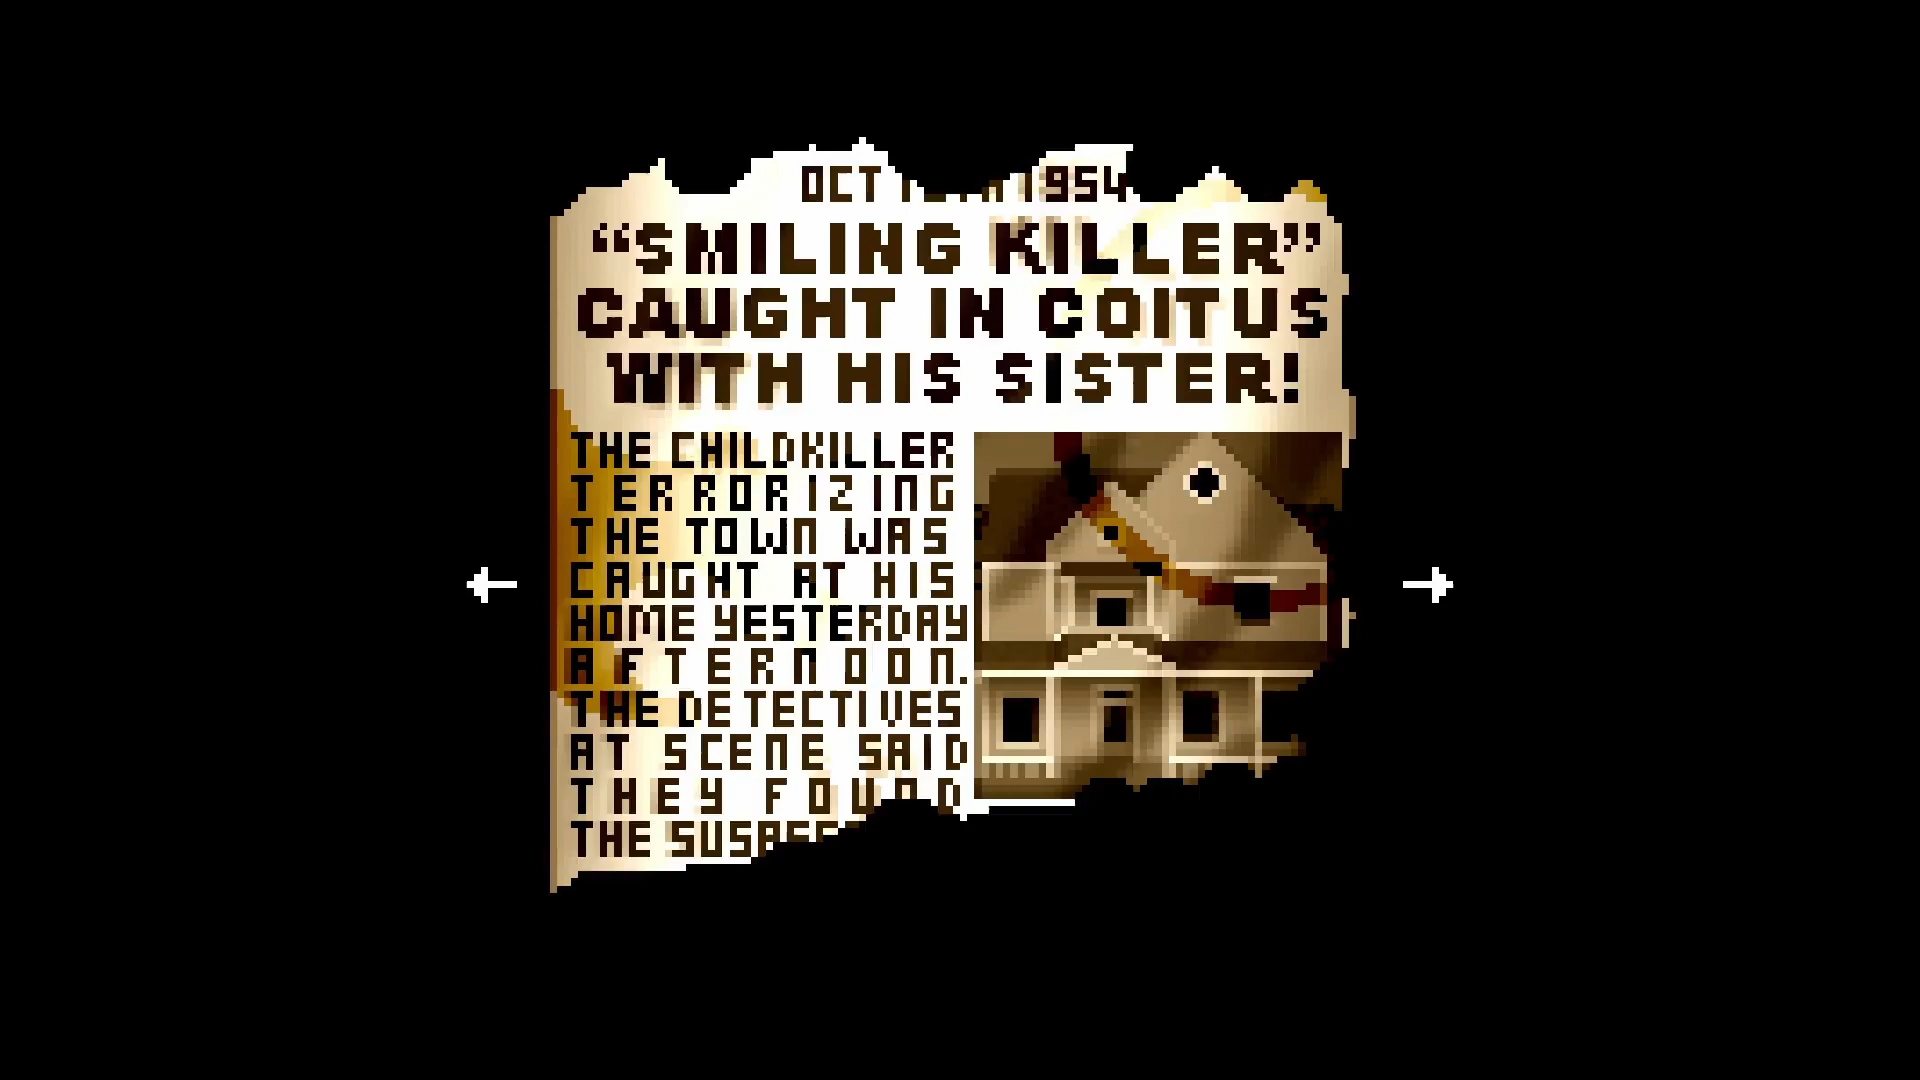 OCT 1954
“SMILING KILLER”
CAUGHT IN COITUS
WITH HIS SISTER!
THE CHILDKILLER
TERRORIZING
THE TOWN WAS
CAUGHT AT HIS
HOME YESTERDAY
AFTERNOON.
THE DETECTIVES
AT SCENE SAID
THEY FOUND
THE